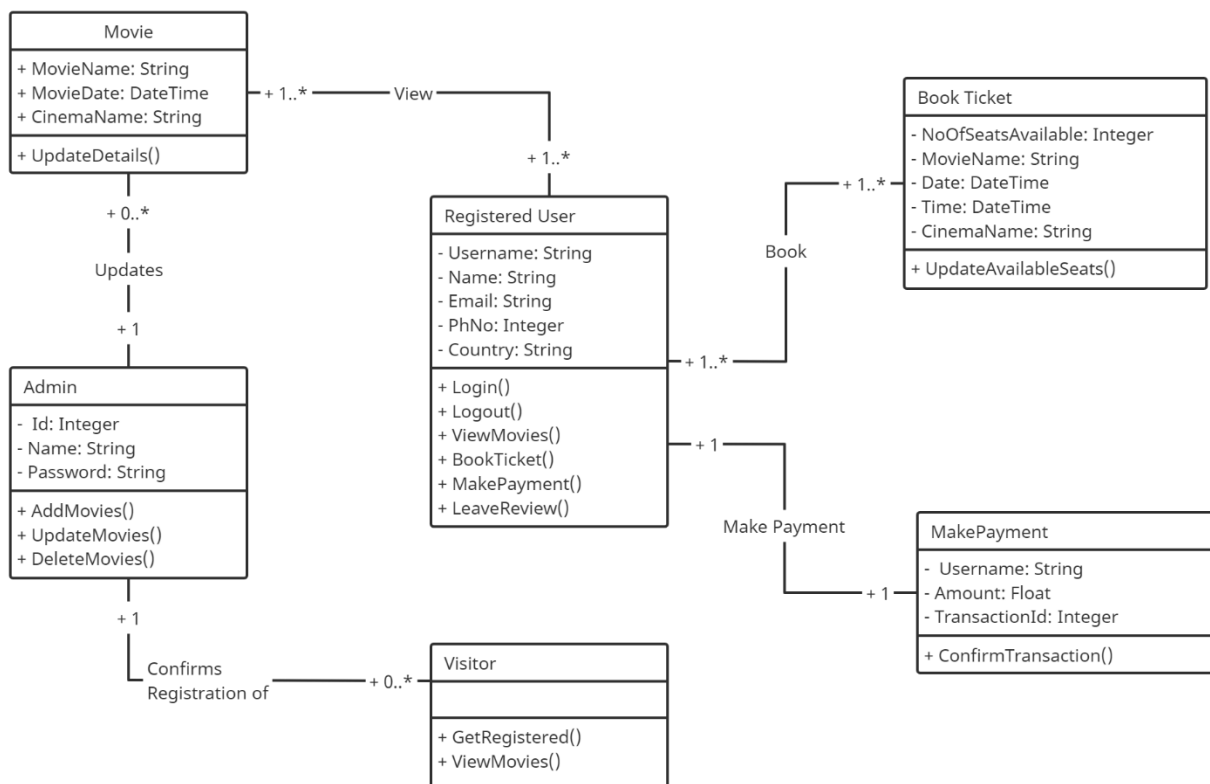 Movie
+ MovieName: String
+ MovieDate: DateTime
+ CinemaName: String
+ UpdateDetails()
+ 1..*
View
+ 1..*
+ 0..*
Updates
+ 1
Registered User
- Username: String
- Name: String
- Email: String
- PhNo: Integer
- Country: String
+ Login()
+ Logout()
+ ViewMovies()
+ BookTicket()
+ MakePayment()
+ LeaveReview()
Book Ticket
- NoOfSeatsAvailable: Integer
- MovieName: String
- Date: DateTime
- Time: DateTime
- CinemaName: String
+ UpdateAvailableSeats()
+ 1..*
Book
+ 1..*
Admin
- Id: Integer
- Name: String
- Password: String
+ AddMovies()
+ UpdateMovies()
+ DeleteMovies()
+ 1
Make Payment
+ 1
MakePayment
- Username: String
- Amount: Float
- TransactionId: Integer
+ ConfirmTransaction()
+ 1
Confirms
Registration of
+ 0..*
Visitor
+ GetRegistered()
+ ViewMovies()